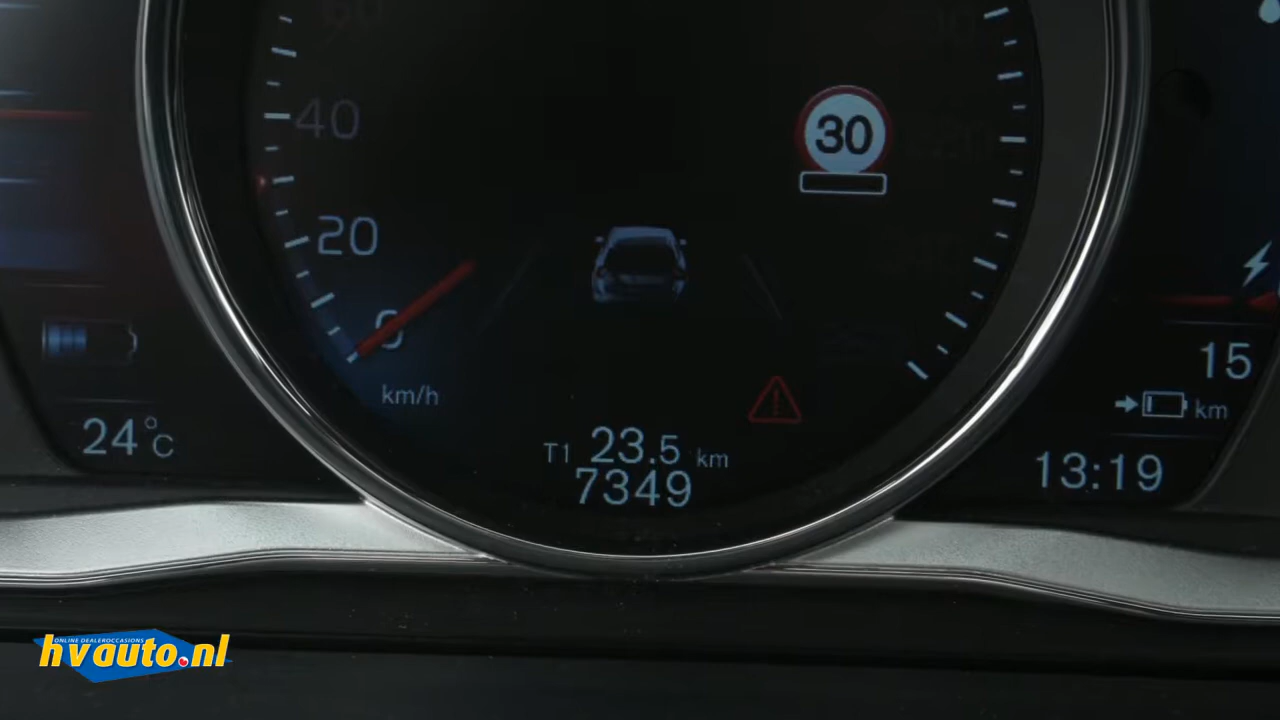 60
40
30
20
0
km/h
24°C
T1 23.5 km
7349
15
km
13:19
ONLINE DEALEROCCASIONS
hvauto.nl